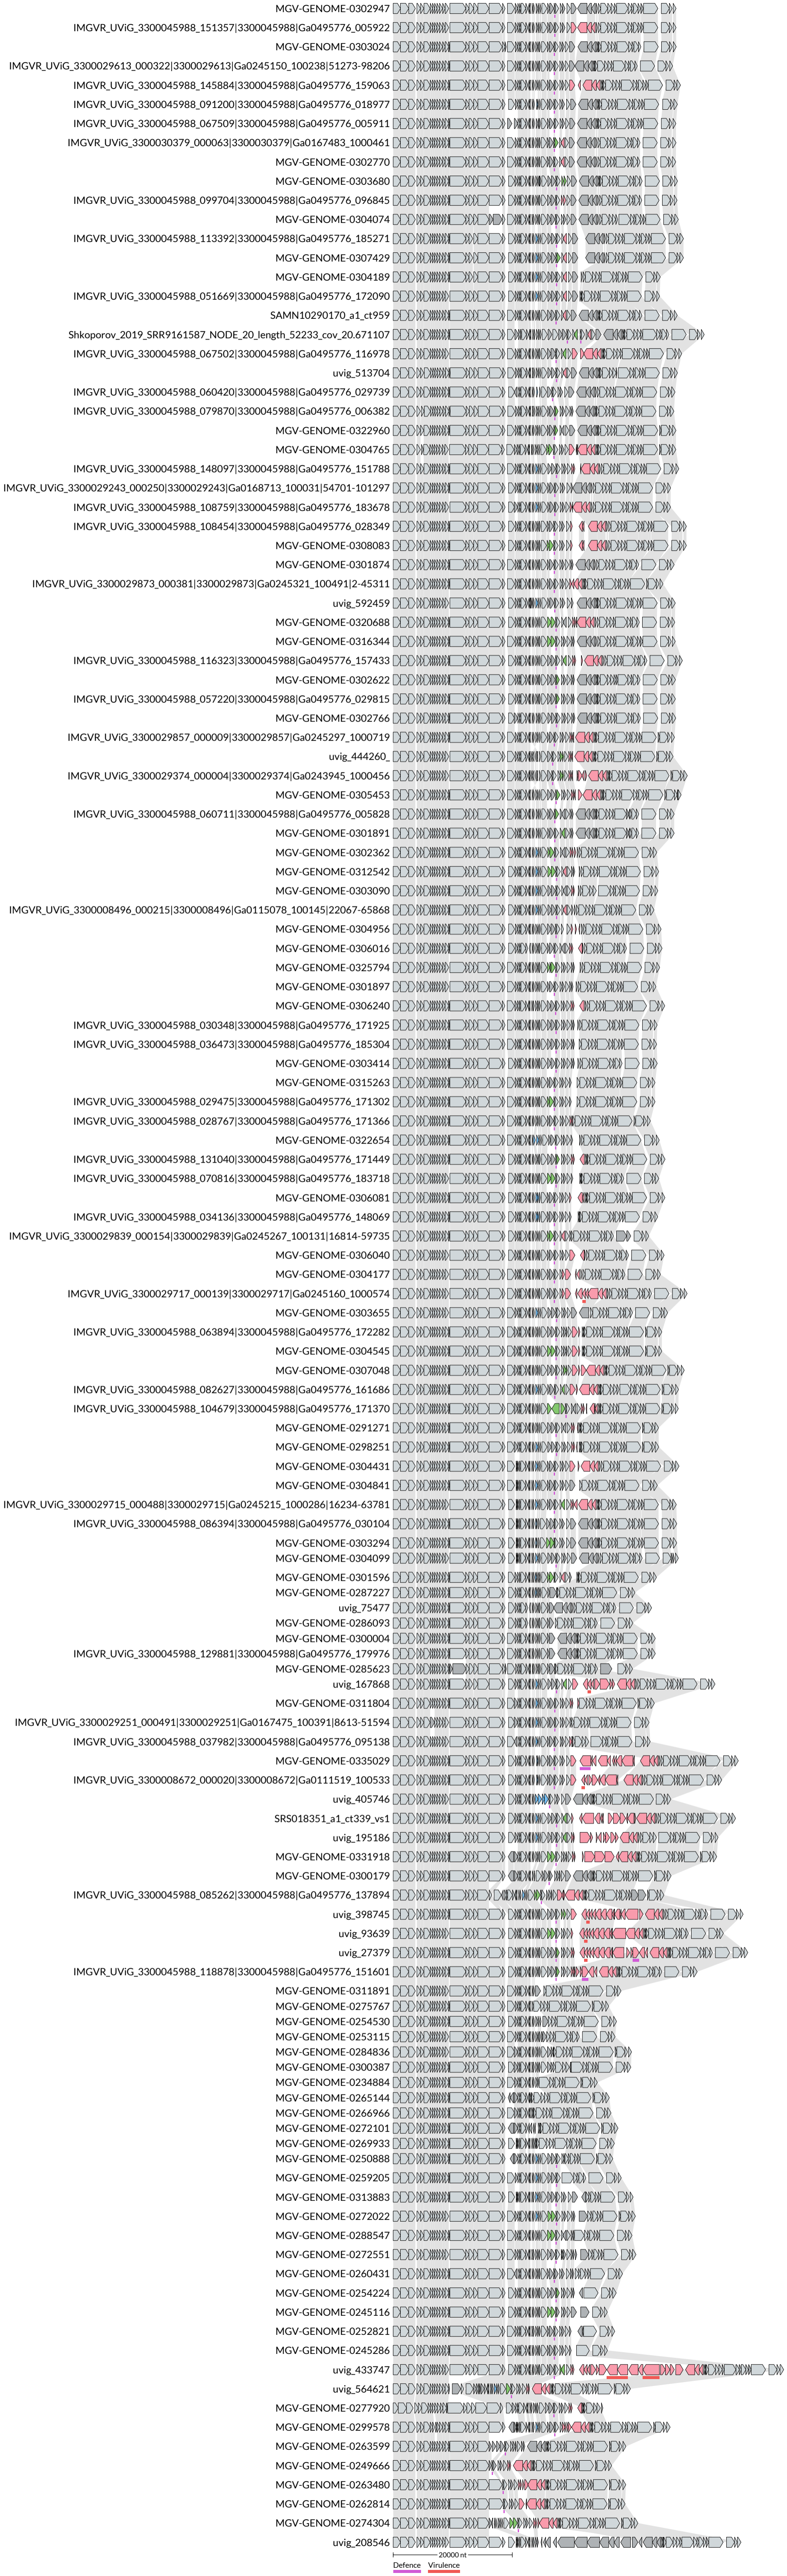 MGV-GENOME-0302947
IMGVR_UViG_3300045988_151357|3300045988|Ga0495776_005922
MGV-GENOME-0303024
IMGVR_UViG_3300029613_000322|3300029613|Ga0245150_100238|51273-98206
IMGVR_UViG_3300045988_145884|3300045988|Ga0495776_159063
IMGVR_UViG_3300045988_091200|3300045988|Ga0495776_018977
IMGVR_UViG_3300045988_067509|3300045988|Ga0495776_005911
IMGVR_UViG_3300030379_000063|3300030379|Ga0167483_1000461
MGV-GENOME-0302770
MGV-GENOME-0303680
IMGVR_UViG_3300045988_099704|3300045988|Ga0495776_096845
MGV-GENOME-0304074
IMGVR_UViG_3300045988_113392|3300045988|Ga0495776_185271
MGV-GENOME-0307429
MGV-GENOME-0304189
IMGVR_UViG_3300045988_051669|3300045988|Ga0495776_172090
SAMN10290170_a1_ct959
Shkoporov_2019_SRR9161587_NODE_20_length_52233_cov_20.671107
IMGVR_UViG_3300045988_067502|3300045988|Ga0495776_116978
uvig_513704
IMGVR_UViG_3300045988_060420|3300045988|Ga0495776_029739
IMGVR_UViG_3300045988_079870|3300045988|Ga0495776_006382
MGV-GENOME-0322960
MGV-GENOME-0304765
IMGVR_UViG_3300045988_148097|3300045988|Ga0495776_151788
IMGVR_UViG_3300029243_000250|3300029243|Ga0168713_100031|54701-101297
IMGVR_UViG_3300045988_108759|3300045988|Ga0495776_183678
IMGVR_UViG_3300045988_108454|3300045988|Ga0495776_028349
MGV-GENOME-0308083
MGV-GENOME-0301874
IMGVR_UViG_3300029873_000381|3300029873|Ga0245321_100491|2-45311
uvig_592459
MGV-GENOME-0320688
MGV-GENOME-0316344
IMGVR_UViG_3300045988_116323|3300045988|Ga0495776_157433
MGV-GENOME-0302622
IMGVR_UViG_3300045988_057220|3300045988|Ga0495776_029815
MGV-GENOME-0302766
IMGVR_UViG_3300029857_000009|3300029857|Ga0245297_1000719
uvig_444260_
IMGVR_UViG_3300029374_000004|3300029374|Ga0243945_1000456
MGV-GENOME-0305453
IMGVR_UViG_3300045988_060711|3300045988|Ga0495776_005828
MGV-GENOME-0301891
MGV-GENOME-0302362
MGV-GENOME-0312542
MGV-GENOME-0303090
IMGVR_UViG_3300008496_000215|3300008496|Ga0115078_100145|22067-65868
MGV-GENOME-0304956
MGV-GENOME-0306016
MGV-GENOME-0325794
MGV-GENOME-0301897
MGV-GENOME-0306240
IMGVR_UViG_3300045988_030348|3300045988|Ga0495776_171925
IMGVR_UViG_3300045988_036473|3300045988|Ga0495776_185304
MGV-GENOME-0303414
MGV-GENOME-0315263
IMGVR_UViG_3300045988_029475|3300045988|Ga0495776_171302
IMGVR_UViG_3300045988_028767|3300045988|Ga0495776_171366
MGV-GENOME-0322654
IMGVR_UViG_3300045988_131040|3300045988|Ga0495776_171449
IMGVR_UViG_3300045988_070816|3300045988|Ga0495776_183718
MGV-GENOME-0306081
IMGVR_UViG_3300045988_034136|3300045988|Ga0495776_148069
IMGVR_UViG_3300029839_000154|3300029839|Ga0245267_100131|16814-59735
MGV-GENOME-0306040
MGV-GENOME-0304177
IMGVR_UViG_3300029717_000139|3300029717|Ga0245160_1000574
MGV-GENOME-0303655
IMGVR_UViG_3300045988_063894|3300045988|Ga0495776_172282
MGV-GENOME-0304545
MGV-GENOME-0307048
IMGVR_UViG_3300045988_082627|3300045988|Ga0495776_161686
IMGVR_UViG_3300045988_104679|3300045988|Ga0495776_171370
MGV-GENOME-0291271
MGV-GENOME-0298251
MGV-GENOME-0304431
MGV-GENOME-0304841
IMGVR_UViG_3300029715_000488|3300029715|Ga0245215_1000286|16234-63781
IMGVR_UViG_3300045988_086394|3300045988|Ga0495776_030104
MGV-GENOME-0303294
MGV-GENOME-0304099
MGV-GENOME-0301596
MGV-GENOME-0287227
uvig_75477
MGV-GENOME-0286093
MGV-GENOME-0300004
IMGVR_UViG_3300045988_129881|3300045988|Ga0495776_179976
MGV-GENOME-0285623
uvig_167868
MGV-GENOME-0311804
IMGVR_UViG_3300029251_000491|3300029251|Ga0167475_100391|8613-51594
IMGVR_UViG_3300045988_037982|3300045988|Ga0495776_095138
MGV-GENOME-0335029
IMGVR_UViG_3300008672_000020|3300008672|Ga0111519_100533
uvig_405746
SRS018351_a1_ct339_vs1
uvig_195186
MGV-GENOME-0331918
MGV-GENOME-0300179
IMGVR_UViG_3300045988_085262|3300045988|Ga0495776_137894
uvig_398745
uvig_93639
uvig_27379
IMGVR_UViG_3300045988_118878|3300045988|Ga0495776_151601
MGV-GENOME-0311891
MGV-GENOME-0275767
MGV-GENOME-0254530
MGV-GENOME-0253115
MGV-GENOME-0284836
MGV-GENOME-0300387
MGV-GENOME-0234884
MGV-GENOME-0265144
MGV-GENOME-0266966
MGV-GENOME-0272101
MGV-GENOME-0269933
MGV-GENOME-0250888
MGV-GENOME-0259205
MGV-GENOME-0313883
MGV-GENOME-0272022
MGV-GENOME-0288547
MGV-GENOME-0272551
MGV-GENOME-0260431
MGV-GENOME-0254224
MGV-GENOME-0245116
MGV-GENOME-0252821
MGV-GENOME-0245286
uvig_433747
uvig_564621
MGV-GENOME-0277920
MGV-GENOME-0299578
MGV-GENOME-0263599
MGV-GENOME-0249666
MGV-GENOME-0263480
MGV-GENOME-0262814
MGV-GENOME-0274304
uvig_208546
20000 nt
Defence Virulence